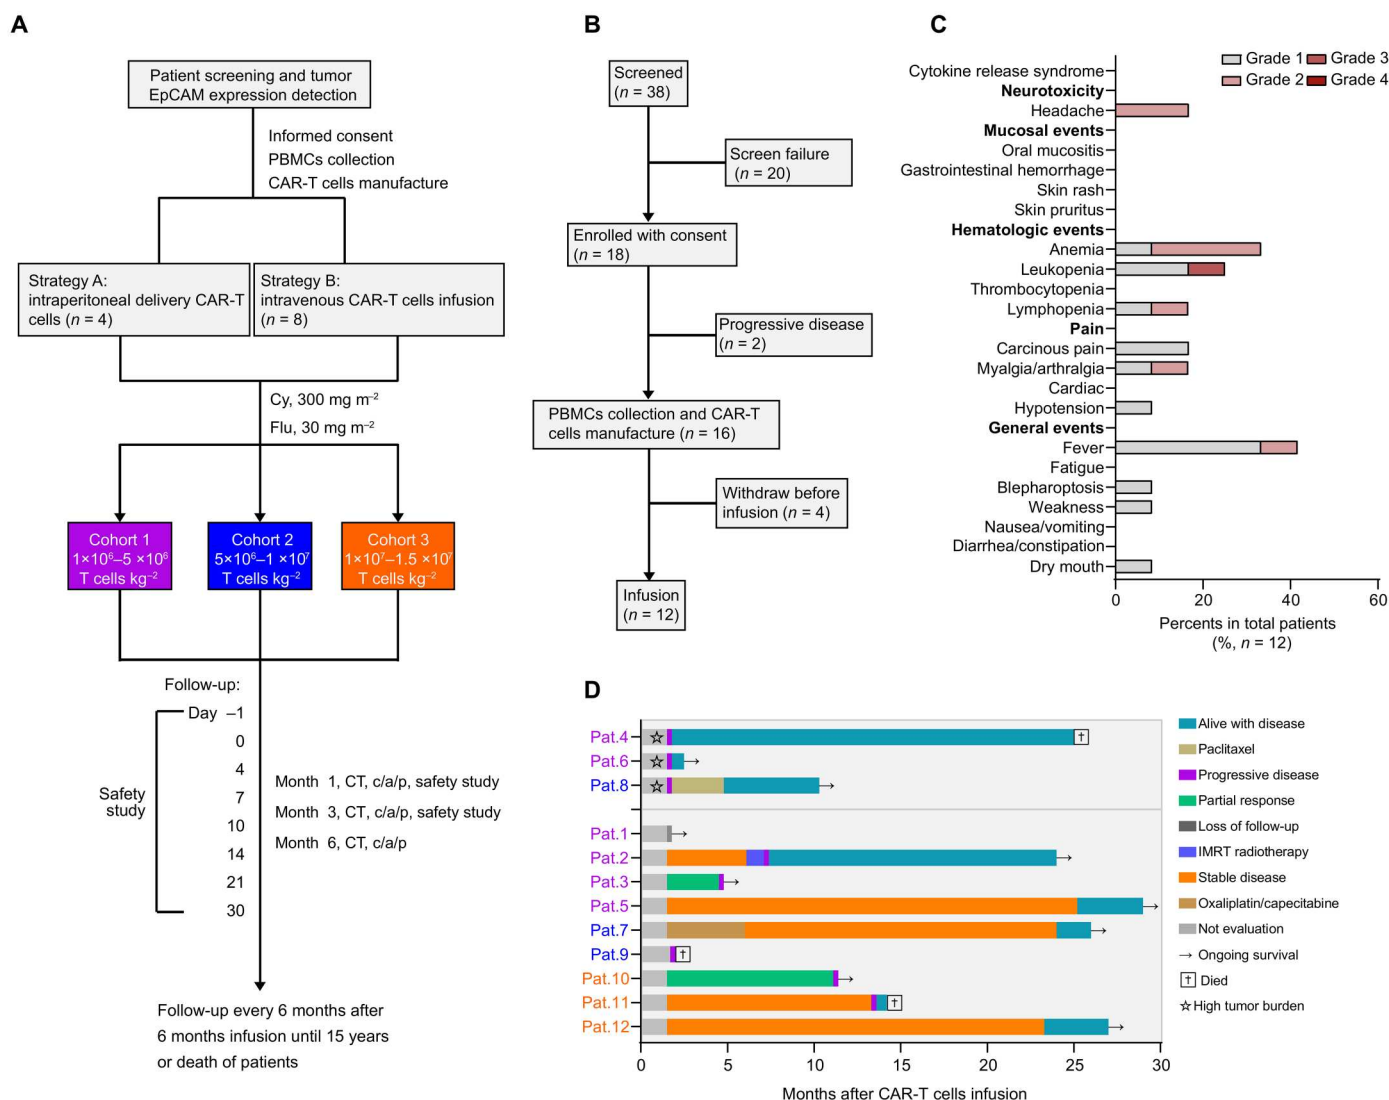 A
Patient screening and tumor
EpCAM expression detection
Informed consent
PBMCs collection
CAR-T cells manufacture
Strategy A:
intraperitoneal delivery CAR-T
cells (n = 4)
Strategy B:
intravenous CAR-T cells infusion
(n = 8)
Cy, 300 mg m⁻²
Flu, 30 mg m⁻²
Cohort 1
1×10⁶–5 ×10⁶
T cells kg⁻²
Cohort 2
5×10⁶–1 ×10⁷
T cells kg⁻²
Cohort 3
1×10⁷–1.5 ×10⁷
T cells kg⁻²
Follow-up:
Day –1
0
4
7
10
14
21
30
Safety
study
Month 1, CT, c/a/p, safety study
Month 3, CT, c/a/p, safety study
Month 6, CT, c/a/p
Follow-up every 6 months after
6 months infusion until 15 years
or death of patients
B
Screened
(n = 38)
Screen failure
(n = 20)
Enrolled with consent
(n = 18)
Progressive disease
(n = 2)
PBMCs collection and CAR-T
cells manufacture (n = 16)
Withdraw before
infusion (n = 4)
Infusion
(n = 12)
C
Grade 1
Grade 3
Grade 2
Grade 4
Cytokine release syndrome
Neurotoxicity
Headache
Mucosal events
Oral mucositis
Gastrointestinal hemorrhage
Skin rash
Skin pruritus
Hematologic events
Anemia
Leukopenia
Thrombocytopenia
Lymphopenia
Pain
Carcinous pain
Myalgia/arthralgia
Cardiac
Hypotension
General events
Fever
Fatigue
Blepharoptosis
Weakness
Nausea/vomiting
Diarrhea/constipation
Dry mouth
0 20 40 60
Percents in total patients
(%, n = 12)
D
Pat.4
Pat.6
Pat.8
Pat.1
Pat.2
Pat.3
Pat.5
Pat.7
Pat.9
Pat.10
Pat.11
Pat.12
0 5 10 15 20 25 30
Months after CAR-T cells infusion
Alive with disease
Paclitaxel
Progressive disease
Partial response
Loss of follow-up
IMRT radiotherapy
Stable disease
Oxaliplatin/capecitabine
Not evaluation
→ Ongoing survival
† Died
☆ High tumor burden